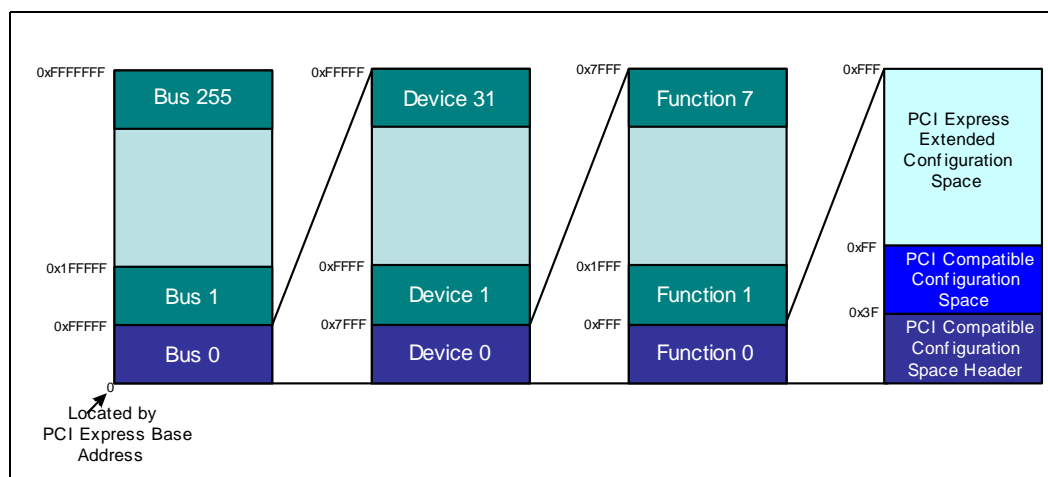 0xFFFFFFF
Bus 255
0x1FFFFF
Bus 1
0xFFFFF
Bus 0
0
Located by
PCI Express Base
Address
0xFFFFF
Device 31
0xFFFF
Device 1
0x7FFF
Device 0
0x7FFF
Function 7
0x1FFF
Function 1
0xFFF
Function 0
0xFFF
PCI Express
Extended
Configuration
Space
0xFF
PCI Compatible
Configuration
Space
0x3F
PCI Compatible
Configuration
Space Header